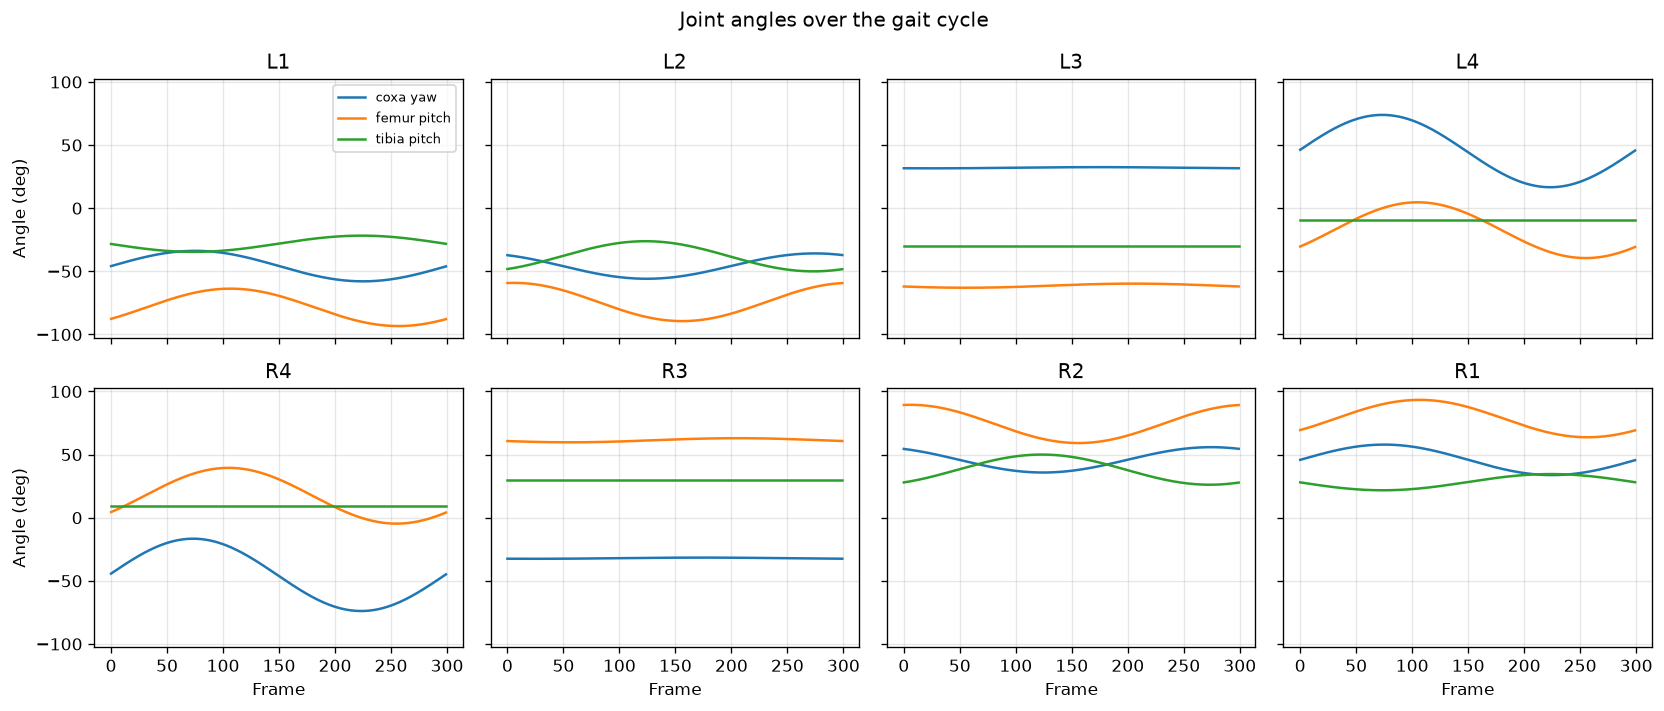 Joint angles over the gait cycle
L1
L2
L3
L4
coxa yaw
femur pitch
tibia pitch
Angle (deg)
100
50
0
−50
−100
R4
R3
R2
R1
Angle (deg)
100
50
0
−50
−100
0 50 100 150 200 250 300
0 50 100 150 200 250 300
0 50 100 150 200 250 300
0 50 100 150 200 250 300
Frame
Frame
Frame
Frame